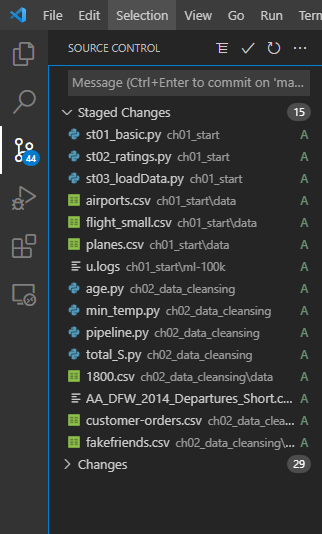 File Edit Selection View Go Run Term
SOURCE CONTROL
Message (Ctrl+Enter to commit on 'ma...
Staged Changes 15
st01_basic.py ch01_start A
st02_ratings.py ch01_start A
44
st03_loadData.py ch01_start A
airports.csv ch01_start\data A
flight_small.csv ch01_start\data A
planes.csv ch01_start\data A
u.logs ch01_start\ml-100k A
age.py ch02_data_cleansing A
min_temp.py ch02_data_cleansing A
pipeline.py ch02_data_cleansing A
total_S.py ch02_data_cleansing A
1800.csv ch02_data_cleansing\data A
AA_DFW_2014_Departures_Short.c... A
customer-orders.csv ch02_data_clea... A
fakefriends.csv ch02_data_cleansing\... A
Changes 29